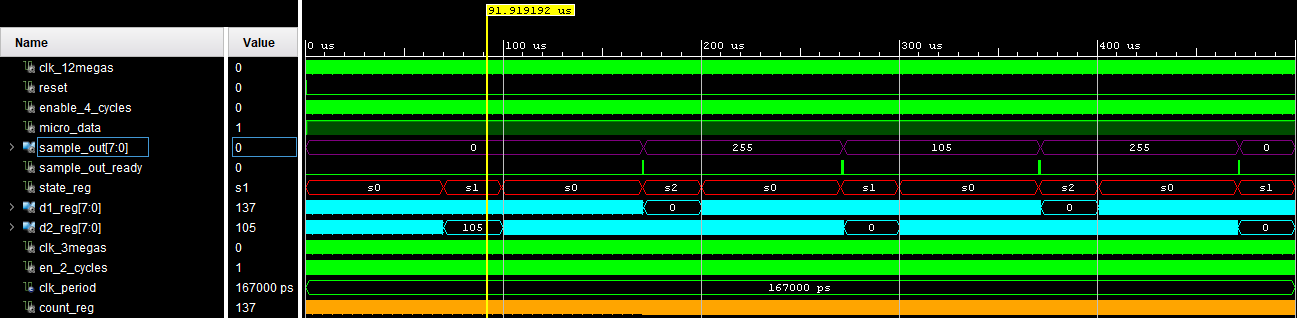 91.919192 us
Name Value 0 us 100 us 200 us 300 us 400 us
clk_12megas 0
reset 0
enable_4_cycles 0
micro_data 1
sample_out[7:0] 0 0 255 105 255 0
sample_out_ready 0
state_reg s1 s0 s1 s0 s2 s0 s1 s0 s2 s0 s1
d1_reg[7:0] 137 0 0
d2_reg[7:0] 105 105 0 0
clk_3megas 0
en_2_cycles 1
clk_period 167000 ps 167000 ps
count_reg 137